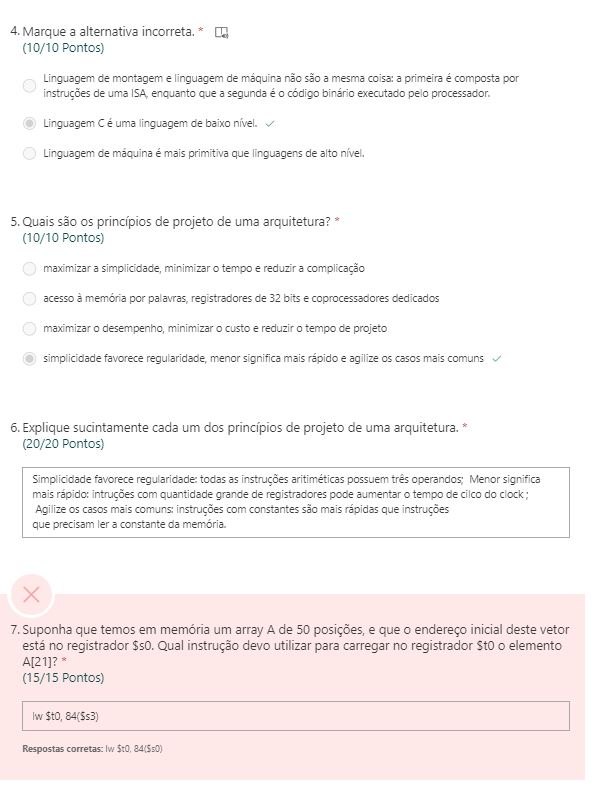 4. Marque a alternativa incorreta. *
(10/10 Pontos)
Linguagem de montagem e linguagem de máquina não são a mesma coisa: a primeira é composta por
instruções de uma ISA, enquanto que a segunda é o código binário executado pelo processador.
Linguagem C é uma linguagem de baixo nível.
Linguagem de máquina é mais primitiva que linguagens de alto nível.
5. Quais são os princípios de projeto de uma arquitetura? *
(10/10 Pontos)
maximizar a simplicidade, minimizar o tempo e reduzir a complicação
acesso à memória por palavras, registradores de 32 bits e coprocessadores dedicados
maximizar o desempenho, minimizar o custo e reduzir o tempo de projeto
simplicidade favorece regularidade, menor significa mais rápido e agilize os casos mais comuns
6. Explique sucintamente cada um dos princípios de projeto de uma arquitetura. *
(20/20 Pontos)
Simplicidade favorece regularidade: todas as instruções aritiméticas possuem três operandos; Menor significa
mais rápido: intruções com quantidade grande de registradores pode aumentar o tempo de cilco do clock ;
Agilize os casos mais comuns: instruções com constantes são mais rápidas que instruções
que precisam ler a constante da memória.
7. Suponha que temos em memória um array A de 50 posições, e que o endereço inicial deste vetor
está no registrador $s0. Qual instrução devo utilizar para carregar no registrador $t0 o elemento
A[21]? *
(15/15 Pontos)
lw $t0, 84($s3)
Respostas corretas: lw $t0, 84($s0)